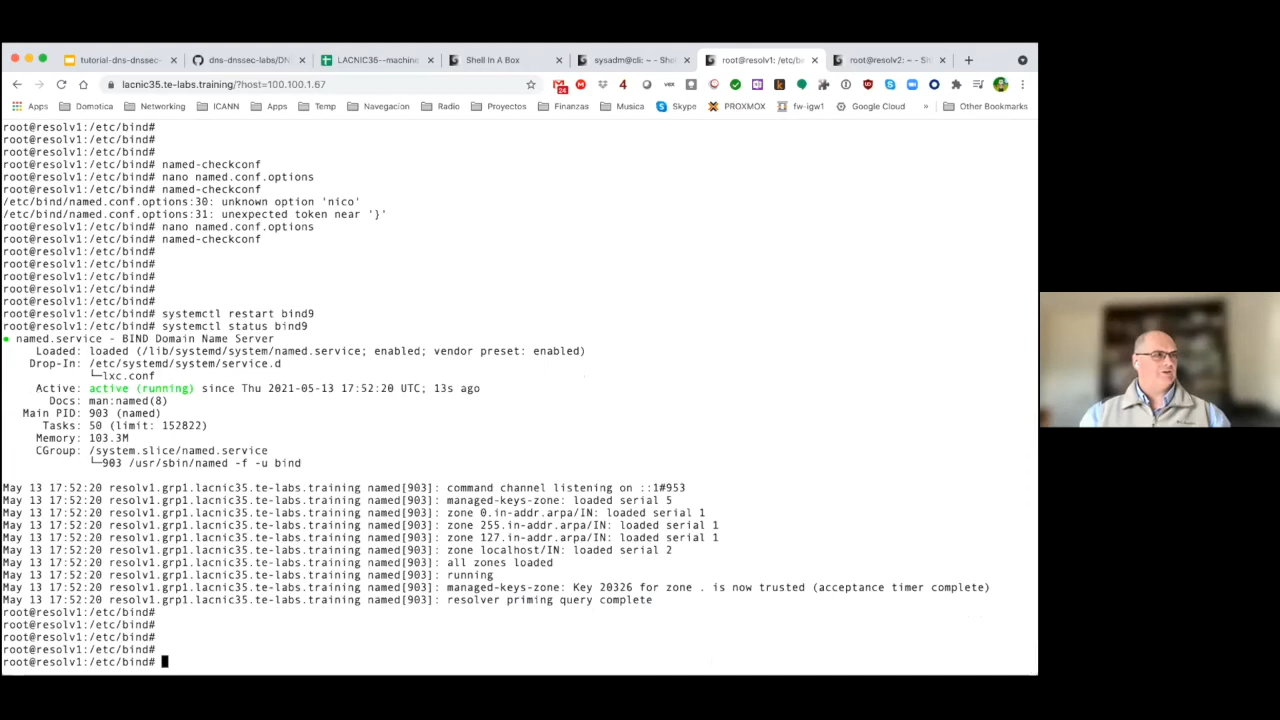 tutorial-dns-dnssec-
dns-dnssec-labs/DN
LACNIC35--machine
Shell In A Box
sysadm@cli: ~ - She
root@resolv1: /etc/be
root@resolv2: ~ - S
lacnic35.te-labs.training/?host=100.100.1.67
24
4
Apps
Domotica
Networking
ICANN
Apps
Temp
Navegacion
Radio
Proyectos
Finanzas
Musica
Skype
PROXMOX
fw-igw1
Google Cloud
»
Other Bookmarks
root@resolv1:/etc/bind#
root@resolv1:/etc/bind#
root@resolv1:/etc/bind#
root@resolv1:/etc/bind# named-checkconf
root@resolv1:/etc/bind# nano named.conf.options
root@resolv1:/etc/bind# named-checkconf
/etc/bind/named.conf.options:30: unknown option 'nico'
/etc/bind/named.conf.options:31: unexpected token near '}'
root@resolv1:/etc/bind# nano named.conf.options
root@resolv1:/etc/bind# named-checkconf
root@resolv1:/etc/bind#
root@resolv1:/etc/bind#
root@resolv1:/etc/bind#
root@resolv1:/etc/bind#
root@resolv1:/etc/bind#
root@resolv1:/etc/bind# systemctl restart bind9
root@resolv1:/etc/bind# systemctl status bind9
● named.service - BIND Domain Name Server
Loaded: loaded (/lib/systemd/system/named.service; enabled; vendor preset: enabled)
Drop-In: /etc/systemd/system/service.d
└─lxc.conf
Active: active (running) since Thu 2021-05-13 17:52:20 UTC; 13s ago
Docs: man:named(8)
Main PID: 903 (named)
Tasks: 50 (limit: 152822)
Memory: 103.3M
CGroup: /system.slice/named.service
└─903 /usr/sbin/named -f -u bind
May 13 17:52:20 resolv1.grp1.lacnic35.te-labs.training named[903]: command channel listening on ::1#953
May 13 17:52:20 resolv1.grp1.lacnic35.te-labs.training named[903]: managed-keys-zone: loaded serial 5
May 13 17:52:20 resolv1.grp1.lacnic35.te-labs.training named[903]: zone 0.in-addr.arpa/IN: loaded serial 1
May 13 17:52:20 resolv1.grp1.lacnic35.te-labs.training named[903]: zone 255.in-addr.arpa/IN: loaded serial 1
May 13 17:52:20 resolv1.grp1.lacnic35.te-labs.training named[903]: zone 127.in-addr.arpa/IN: loaded serial 1
May 13 17:52:20 resolv1.grp1.lacnic35.te-labs.training named[903]: zone localhost/IN: loaded serial 2
May 13 17:52:20 resolv1.grp1.lacnic35.te-labs.training named[903]: all zones loaded
May 13 17:52:20 resolv1.grp1.lacnic35.te-labs.training named[903]: running
May 13 17:52:20 resolv1.grp1.lacnic35.te-labs.training named[903]: managed-keys-zone: Key 20326 for zone . is now trusted (acceptance timer complete)
May 13 17:52:20 resolv1.grp1.lacnic35.te-labs.training named[903]: resolver priming query complete
root@resolv1:/etc/bind#
root@resolv1:/etc/bind#
root@resolv1:/etc/bind#
root@resolv1:/etc/bind#
root@resolv1:/etc/bind#